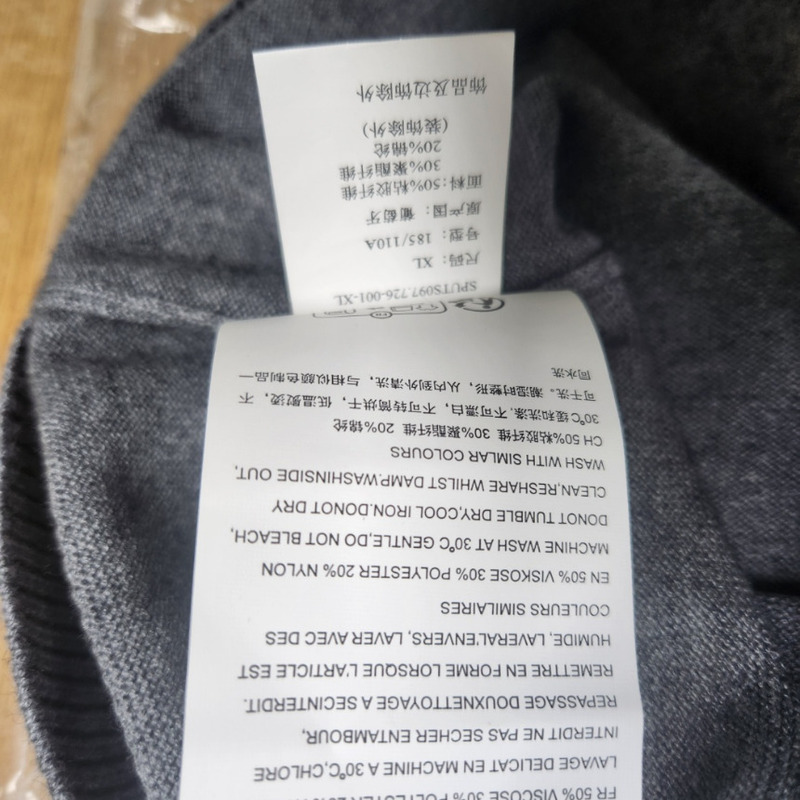 FR 50% VISCOSE 30% POLYESTER
LAVAGE DELICAT EN MACHINE A 30℃,CHLORE
INTERDIT NE PAS SECHER ENTAMBOUR,
REPASSAGE DOUXNETTOYAGE A SECINTERDIT.
REMETTRE EN FORME LORSQUE L'ARTICLE EST
HUMIDE, LAVERAL'ENVERS, LAVER AVEC DES
COULEURS SIMILAIRES
EN 50% VISKOSE 30% POLYESTER 20% NYLON
MACHINE WASH AT 30℃ GENTLE,DO NOT BLEACH,
DONOT TUMBLE DRY,COOL IRON.DONOT DRY
CLEAN,RESHARE WHILST DAMP.WASHINSIDE OUT,
WASH WITH SIMLAR COLOURS
CH 50%粘胶纤维 30%聚酯纤维 20%锦纶
30℃缓和洗涤,不可漂白,不可转筒烘干,低温熨烫,不
可干洗。潮湿时整形,从内到外清洗,与相似颜色制品一
同水洗
SPUTS097.726-001-XL
尺码: XL
号型: 185/110A
原产国: 葡萄牙
面料:50%粘胶纤维
30%聚酯纤维
20%锦纶
(装饰除外)
饰品及边饰除外